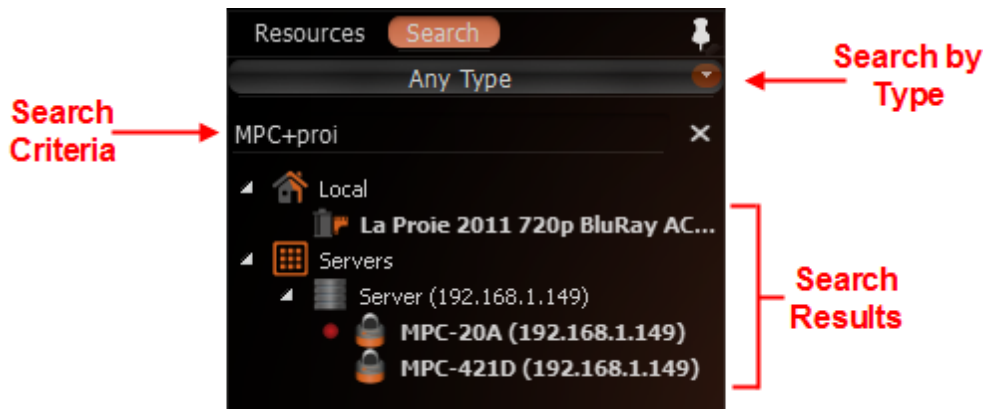 Resources Search
Any Type
Search by
Type
Search
Criteria
MPC+proi
Local
La Proie 2011 720p BluRay AC...
Servers
Server (192.168.1.149)
MPC-20A (192.168.1.149)
MPC-421D (192.168.1.149)
Search
Results